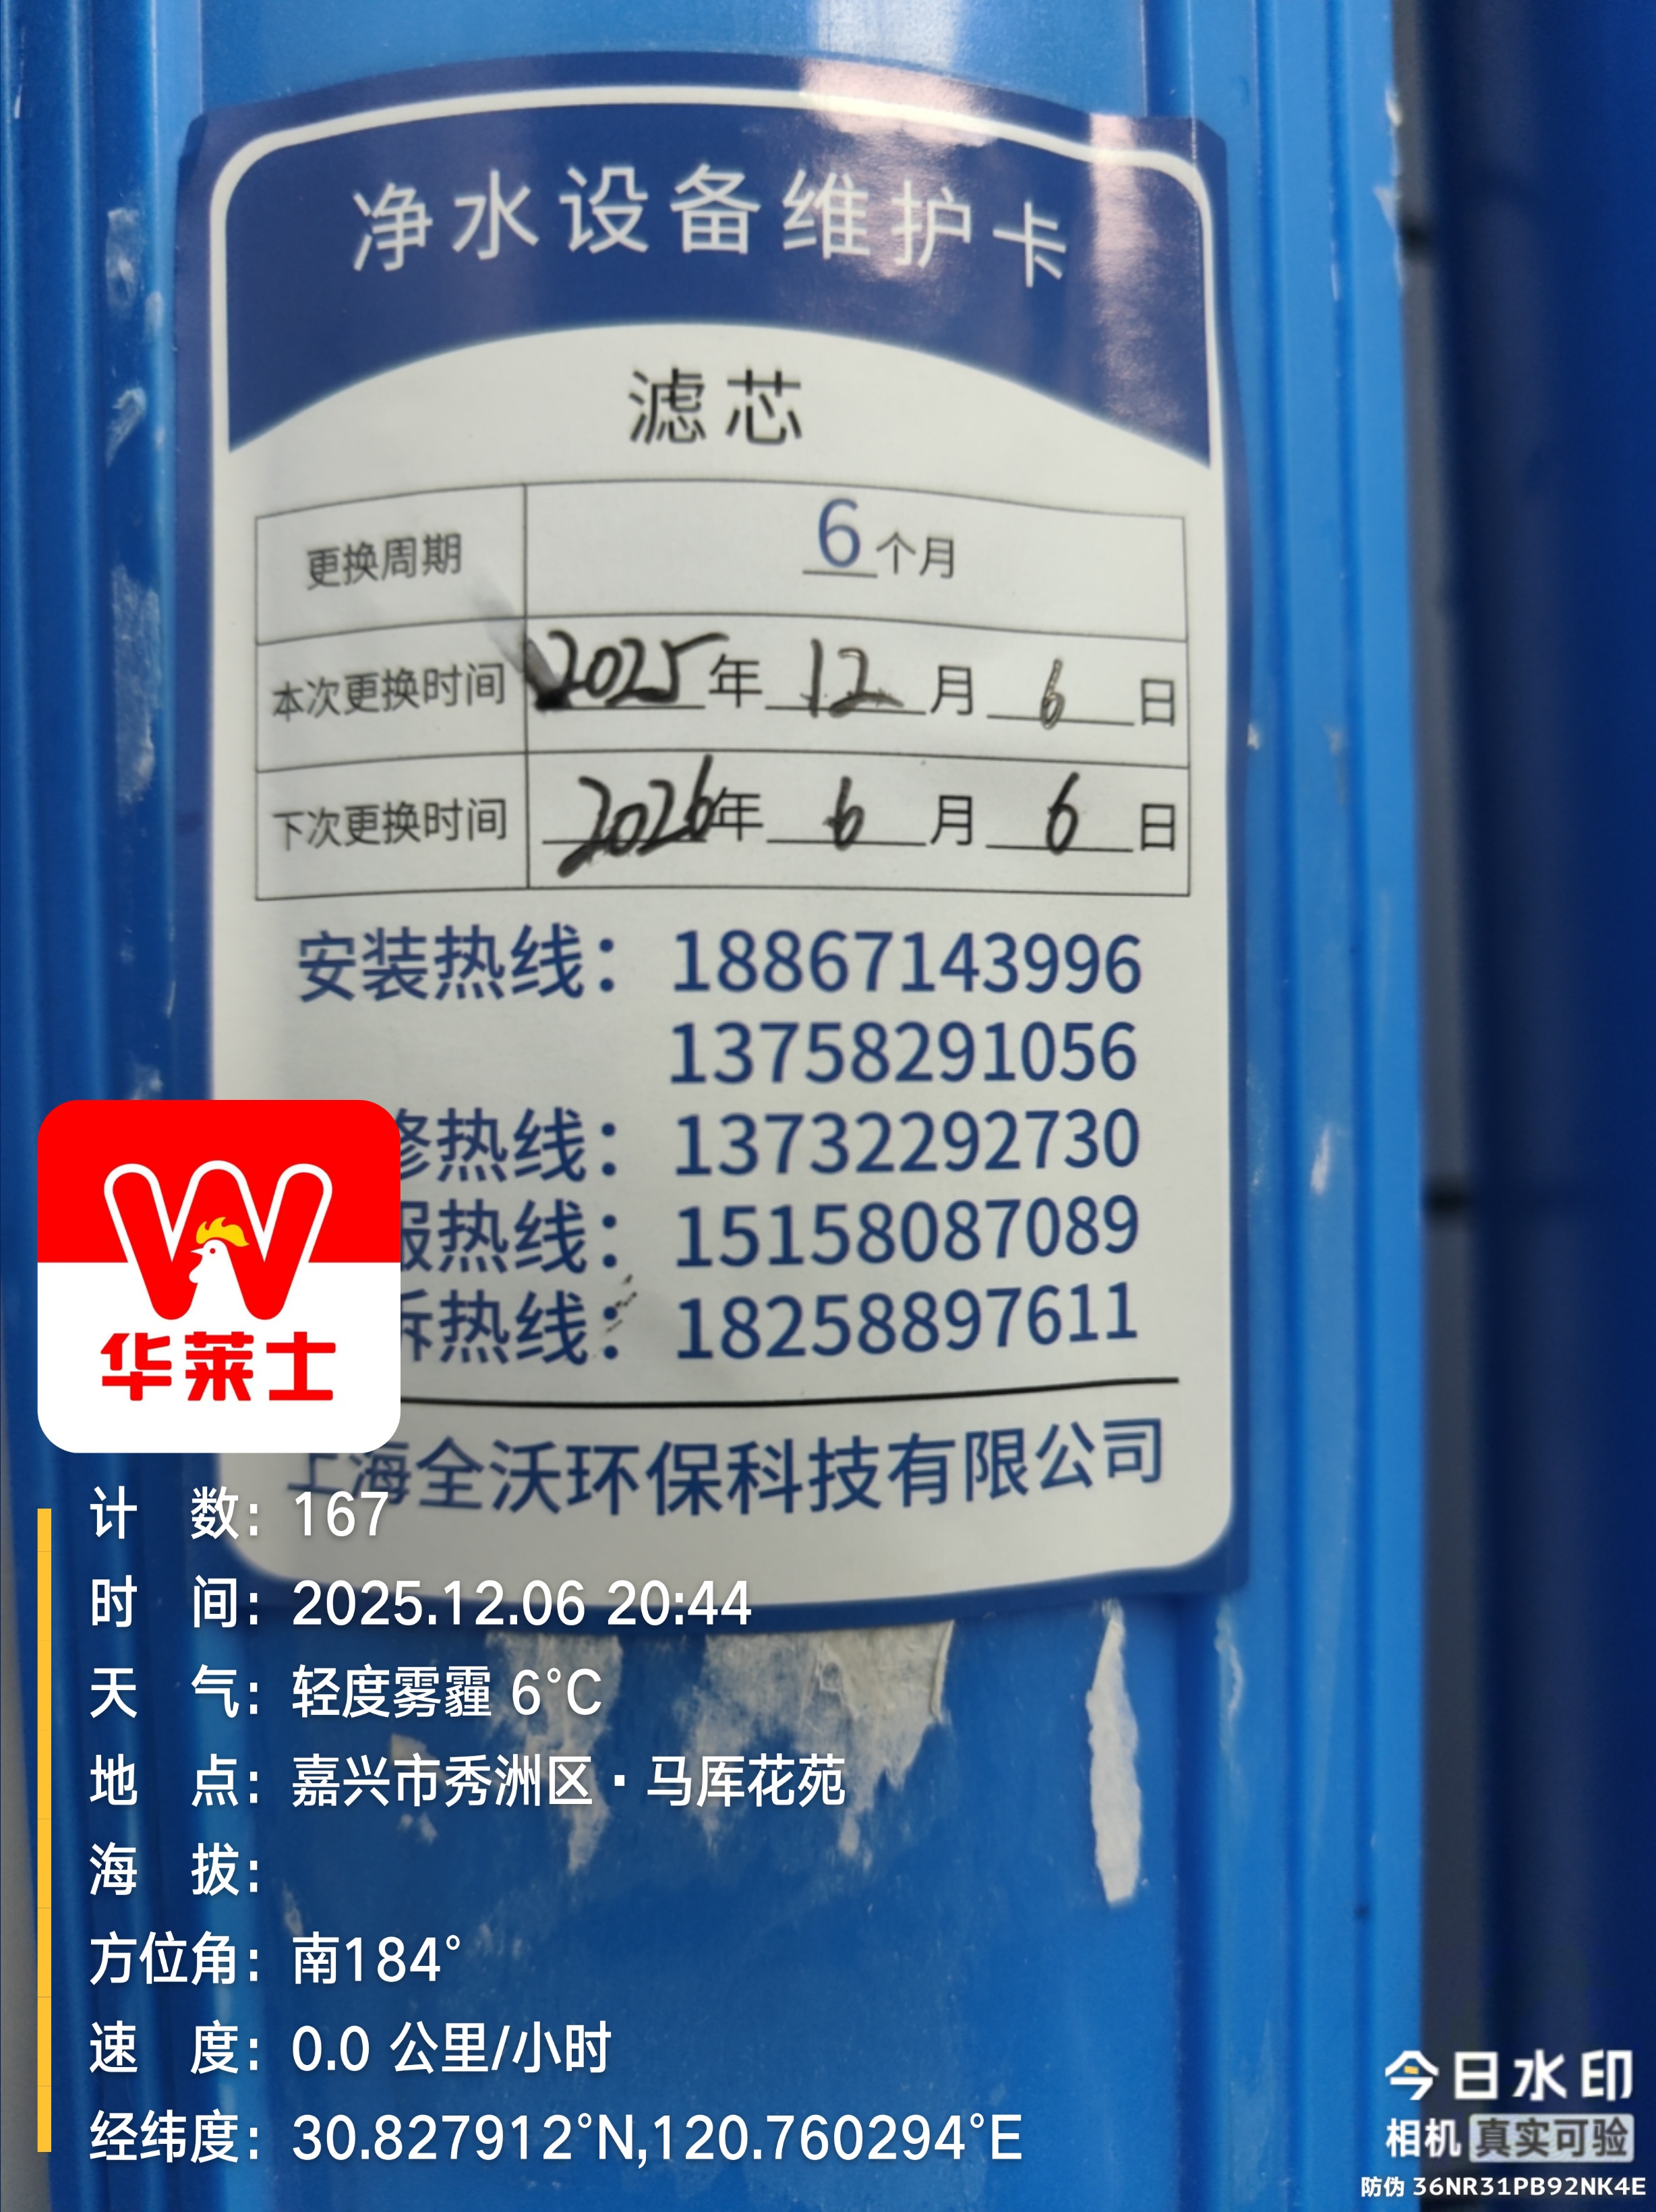 净水设备维护卡
滤芯
更换周期 6个月
本次更换时间 2025年12月6日
下次更换时间 2026年6月6日
安装热线：18867143996
13758291056
修热线：13732292730
热线：15158087089
热线：18258897611
上海全沃环保科技有限公司
华莱士
计 数：167
时 间：2025.12.06 20:44
天 气：轻度雾霾 6°C
地 点：嘉兴市秀洲区·马厍花苑
海 拔：
方位角：南184°
速 度：0.0 公里/小时
经纬度：30.827912°N,120.760294°E
今日水印
相机 真实可验
防伪 36NR31PB92NK4E